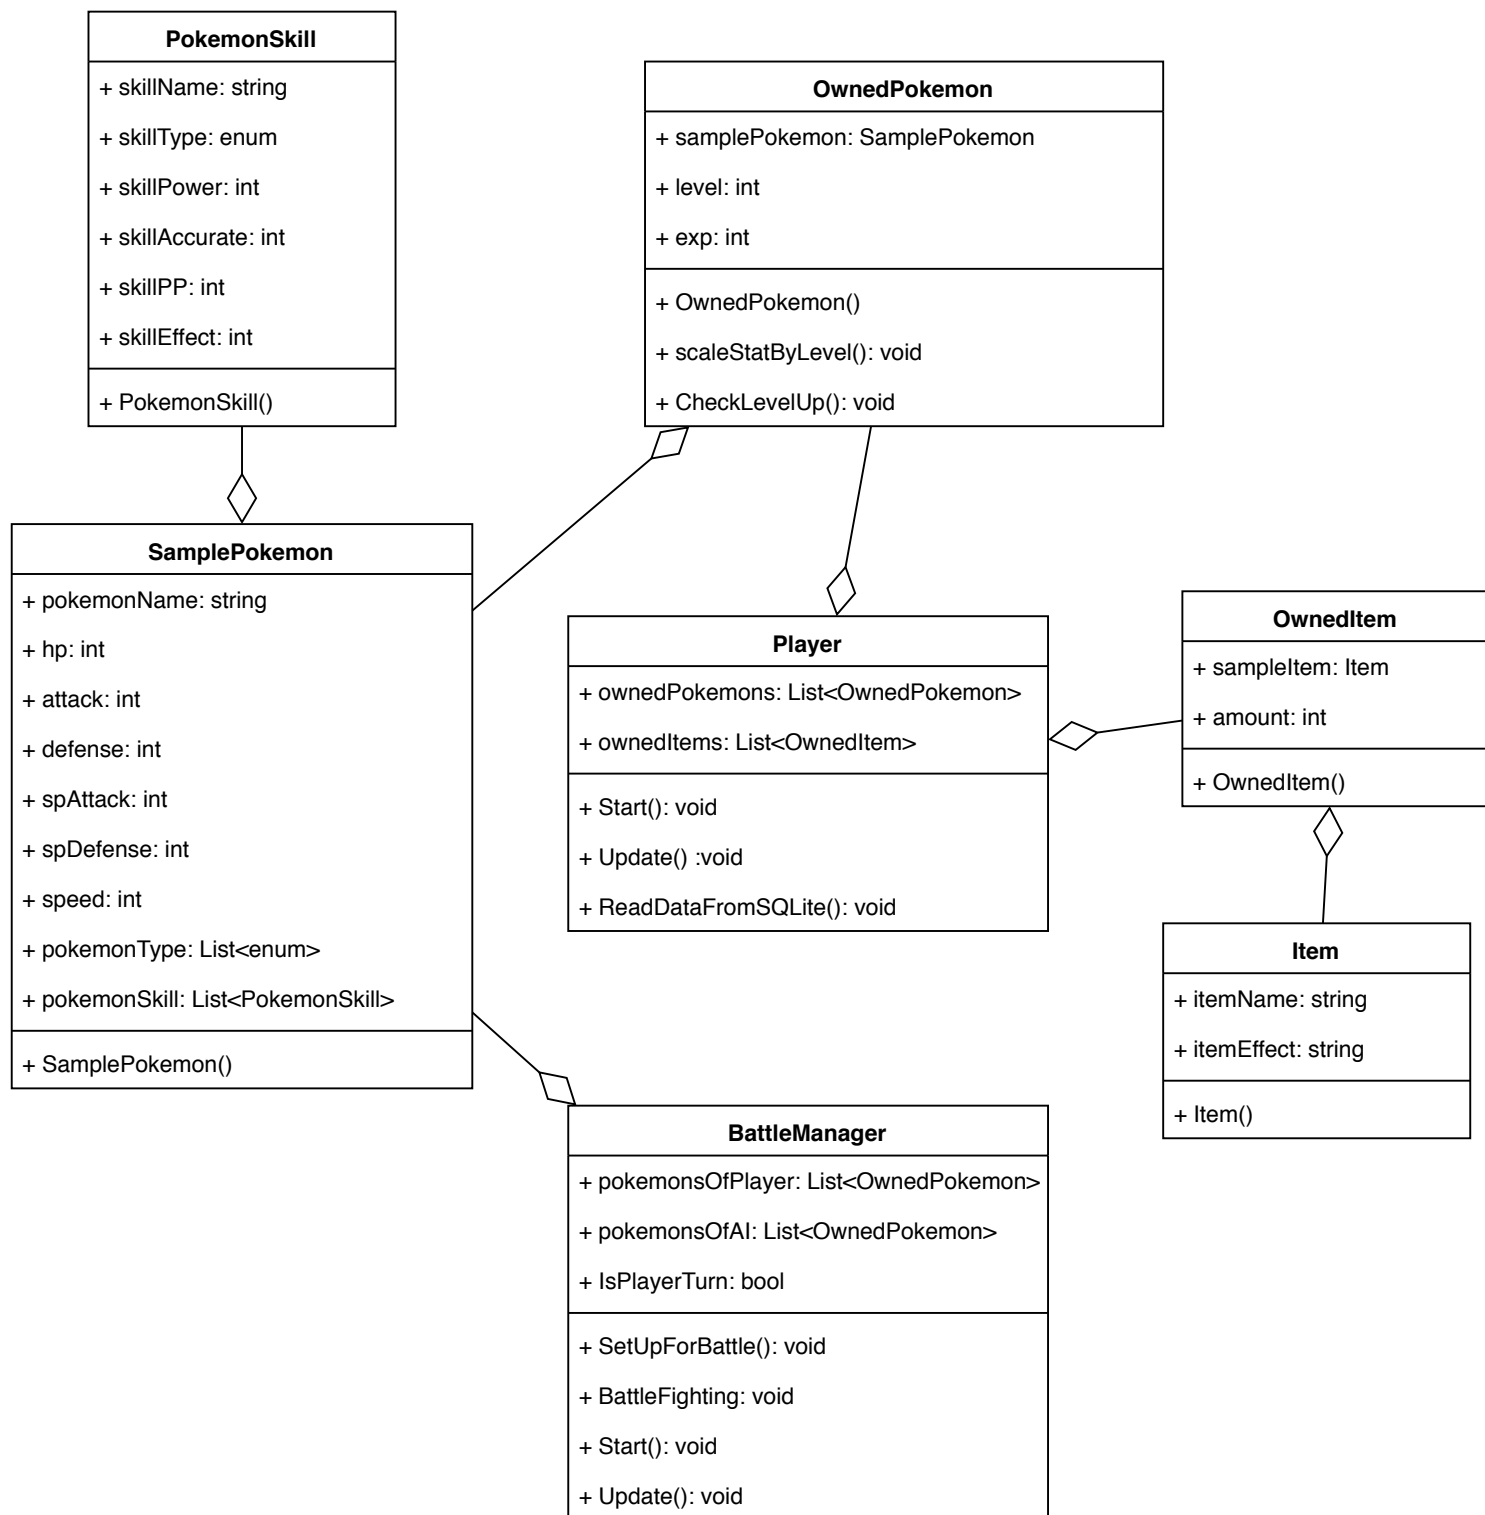 PokemonSkill
+ skillName: string
+ skillType: enum
+ skillPower: int
+ skillAccurate: int
+ skillPP: int
+ skillEffect: int
+ PokemonSkill()
OwnedPokemon
+ samplePokemon: SamplePokemon
+ level: int
+ exp: int
+ OwnedPokemon()
+ scaleStatByLevel(): void
+ CheckLevelUp(): void
SamplePokemon
+ pokemonName: string
+ hp: int
+ attack: int
+ defense: int
+ spAttack: int
+ spDefense: int
+ speed: int
+ pokemonType: List<enum>
+ pokemonSkill: List<PokemonSkill>
+ SamplePokemon()
Player
+ ownedPokemons: List<OwnedPokemon>
+ ownedItems: List<OwnedItem>
+ Start(): void
+ Update() :void
+ ReadDataFromSQLite(): void
OwnedItem
+ sampleItem: Item
+ amount: int
+ OwnedItem()
Item
+ itemName: string
+ itemEffect: string
+ Item()
BattleManager
+ pokemonsOfPlayer: List<OwnedPokemon>
+ pokemonsOfAI: List<OwnedPokemon>
+ IsPlayerTurn: bool
+ SetUpForBattle(): void
+ BattleFighting: void
+ Start(): void
+ Update(): void